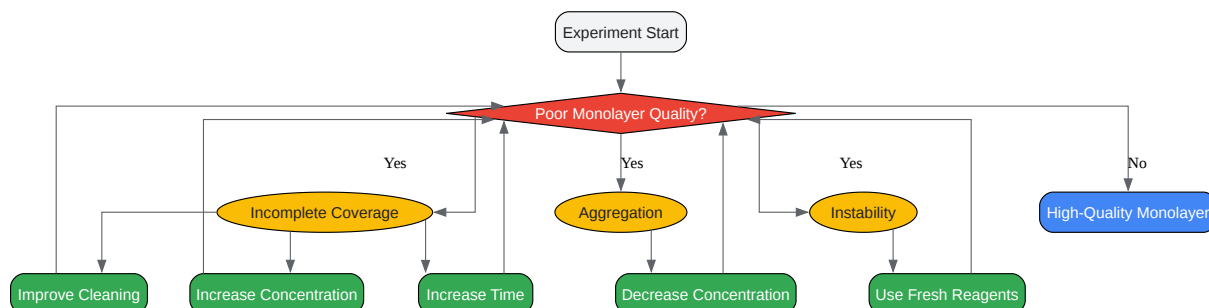 Experiment Start
Poor Monolayer Quality?
Yes
Yes
Yes
No
Incomplete Coverage
Aggregation
Instability
High-Quality Monolayer
Improve Cleaning
Increase Concentration
Increase Time
Decrease Concentration
Use Fresh Reagents